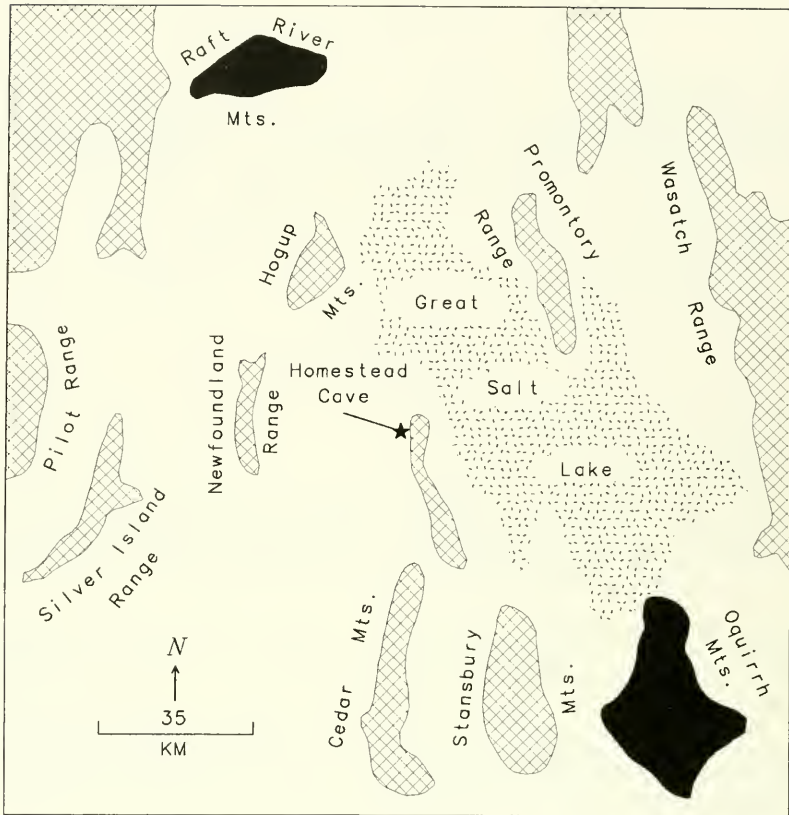 Raft River
Mts.
Promontory
Range
Wasatch
Range
Hogup
Mts.
Great
Salt
Lake
Homestead
Cave
Newfoundland
Range
Pilot Range
Silver Island
Range
N
35
KM
Cedar Mts.
Stansbury
Mts.
Oquirrh
Mts.